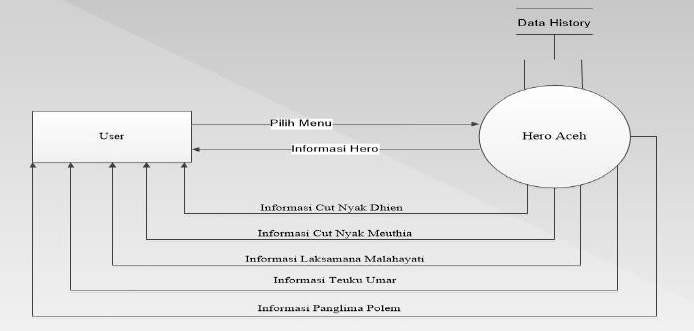 Data History
Pilih Menu
User
Hero Aceh
Informasi Hero
Informasi Cut Nyak Dhien
Informasi Cut Nyak Meuthia
Informasi Laksamana Malahayati
Informasi Teuku Umar
Informasi Panglima Polem